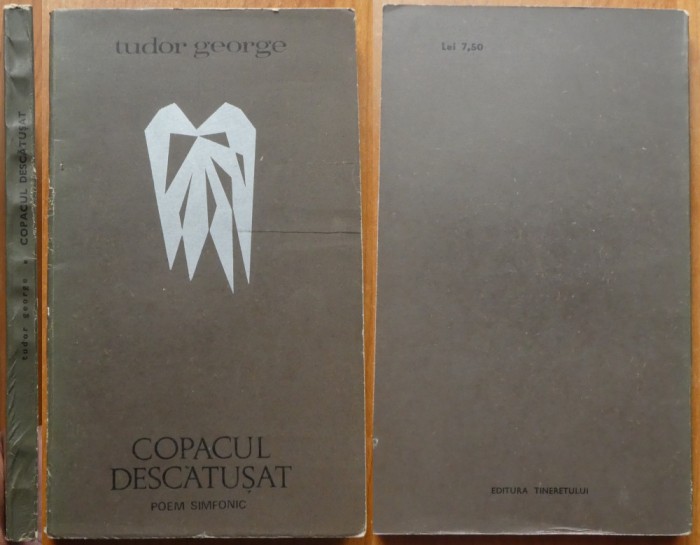 tudor george • COPACUL DESCĂTUȘAT
tudor george
COPACUL
DESCĂTUȘAT
POEM SIMFONIC
Lei 7,50
EDITURA TINERETULUI